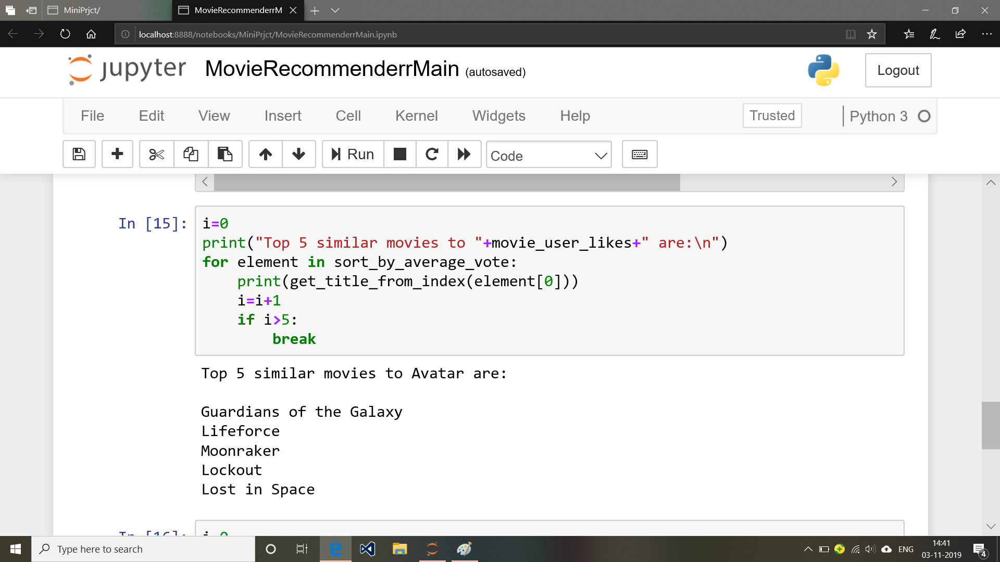 MiniPrjct/
MovieRecommenderrM
localhost:8888/notebooks/MiniPrjct/MovieRecommenderrMain.ipynb
jupyter MovieRecommenderrMain (autosaved)
Logout
File Edit View Insert Cell Kernel Widgets Help Trusted Python 3
Run Code
In [15]:
i=0
print("Top 5 similar movies to "+movie_user_likes+" are:\n")
for element in sort_by_average_vote:
    print(get_title_from_index(element[0]))
    i=i+1
    if i>5:
        break
Top 5 similar movies to Avatar are:
Guardians of the Galaxy
Lifeforce
Moonraker
Lockout
Lost in Space
In [16]: i=0
Type here to search
ENG
14:41
03-11-2019
4